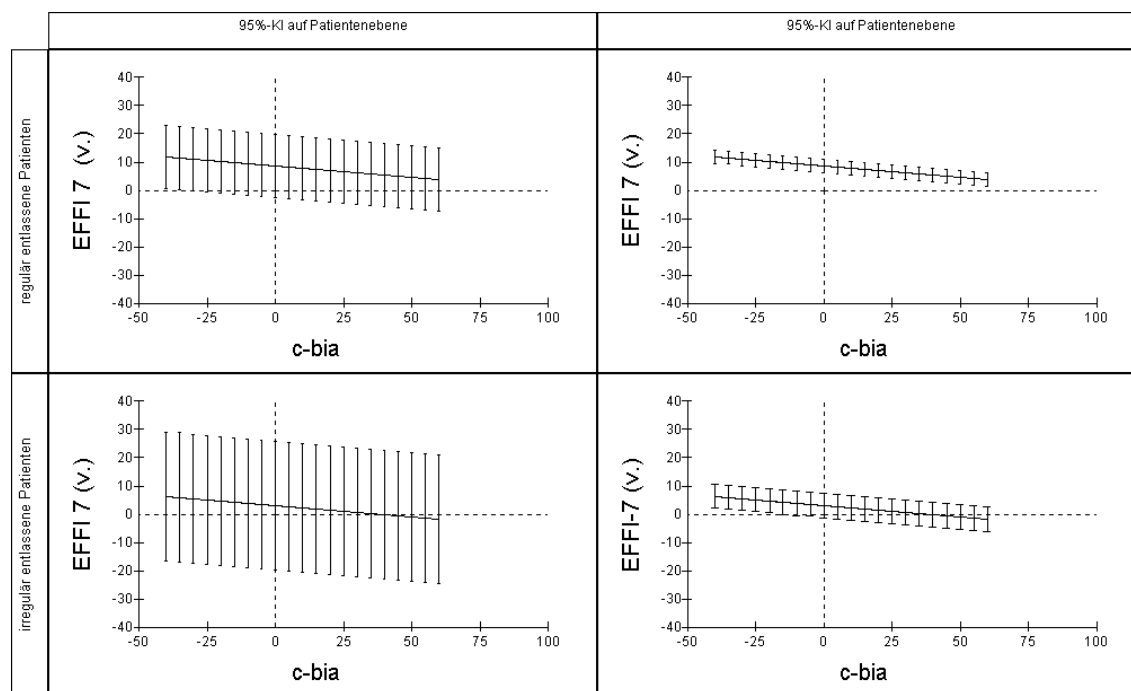 95%-KI auf Patientenebene
95%-KI auf Patientenebene
regulär entlassene Patienten
EFFI 7 (v.)
40
30
20
10
0
-10
-20
-30
-40
-50 -25 0 25 50 75 100
c-bia
EFFI 7 (v.)
40
30
20
10
0
-10
-20
-30
-40
-50 -25 0 25 50 75 100
c-bia
irregulär entlassene Patienten
EFFI 7 (v.)
40
30
20
10
0
-10
-20
-30
-40
-50 -25 0 25 50 75 100
c-bia
EFFI-7 (v.)
40
30
20
10
0
-10
-20
-30
-40
-50 -25 0 25 50 75 100
c-bia